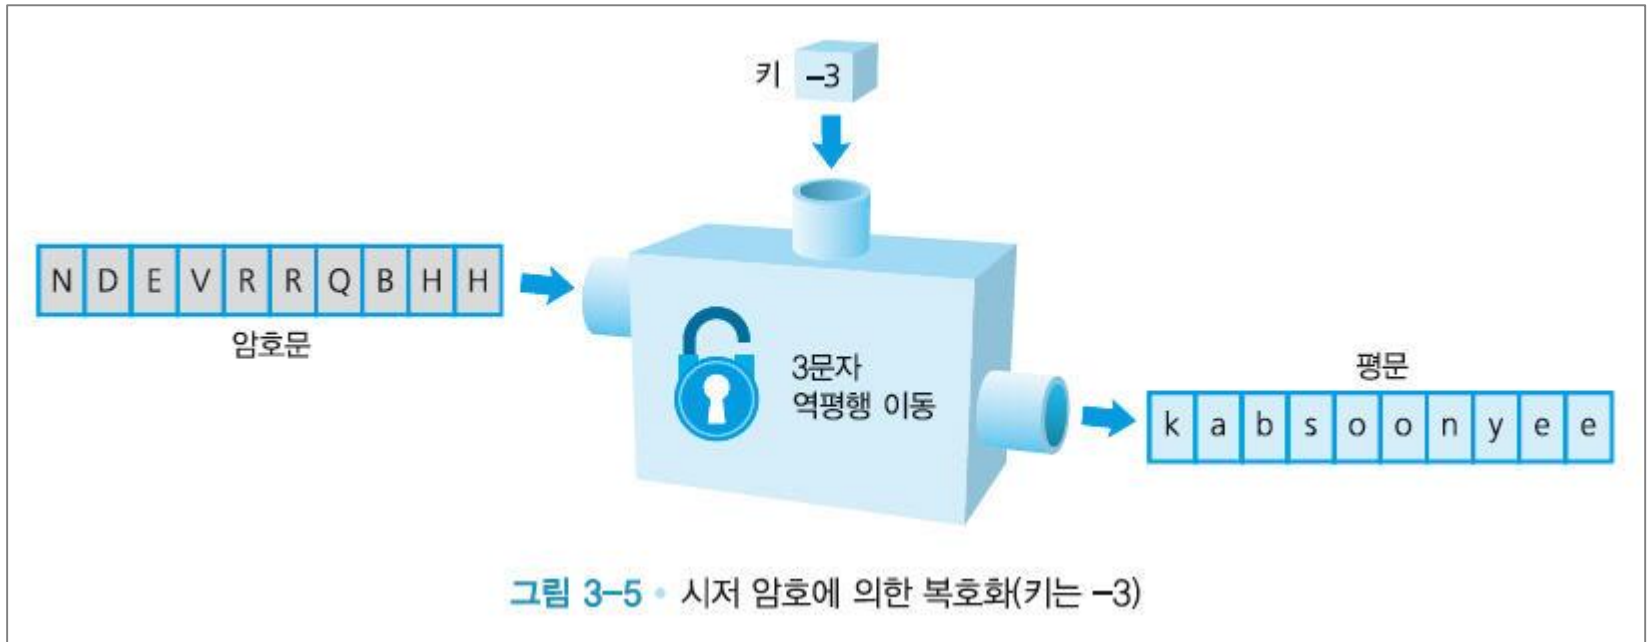 키 –3
N D E V R R Q B H H
암호문
3문자
역평행 이동
평문
k a b s o o n y e e
그림 3–5 • 시저 암호에 의한 복호화(키는 –3)